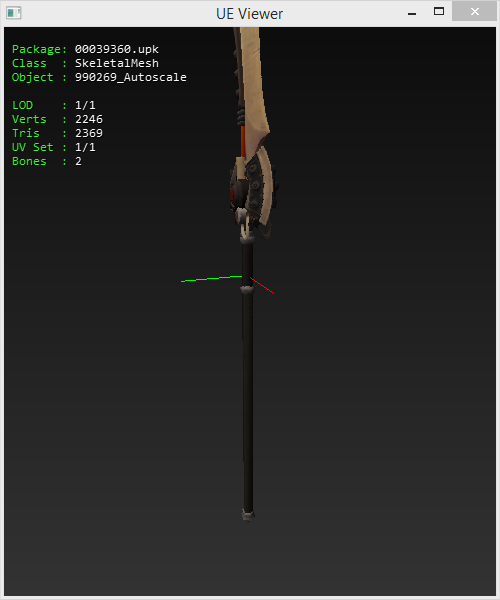 UE Viewer
Package: 00039360.upk
Class  : SkeletalMesh
Object : 990269_Autoscale
LOD    : 1/1
Verts  : 2246
Tris   : 2369
UV Set : 1/1
Bones  : 2